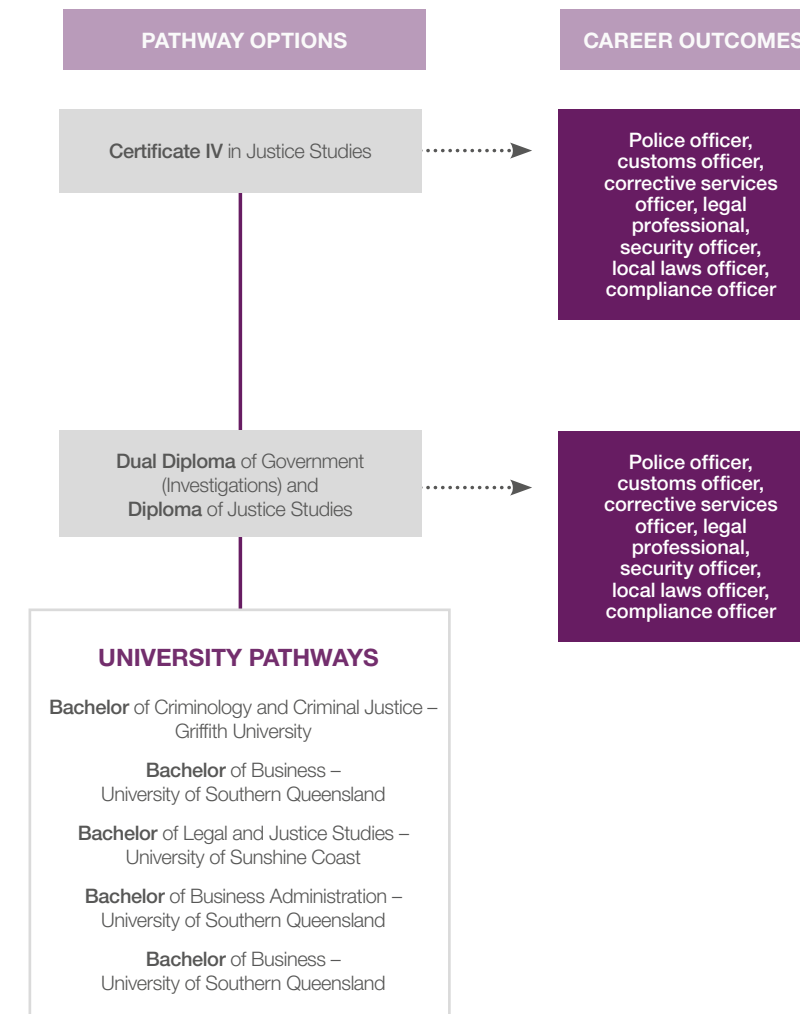 PATHWAY OPTIONS
CAREER OUTCOMES
Certificate IV in Justice Studies
Police officer,
customs officer,
corrective services
officer, legal
professional,
security officer,
local laws officer,
compliance officer
Dual Diploma of Government
(Investigations) and
Diploma of Justice Studies
Police officer,
customs officer,
corrective services
officer, legal
professional,
security officer,
local laws officer,
compliance officer
UNIVERSITY PATHWAYS
Bachelor of Criminology and Criminal Justice –
Griffith University
Bachelor of Business –
University of Southern Queensland
Bachelor of Legal and Justice Studies –
University of Sunshine Coast
Bachelor of Business Administration –
University of Southern Queensland
Bachelor of Business –
University of Southern Queensland